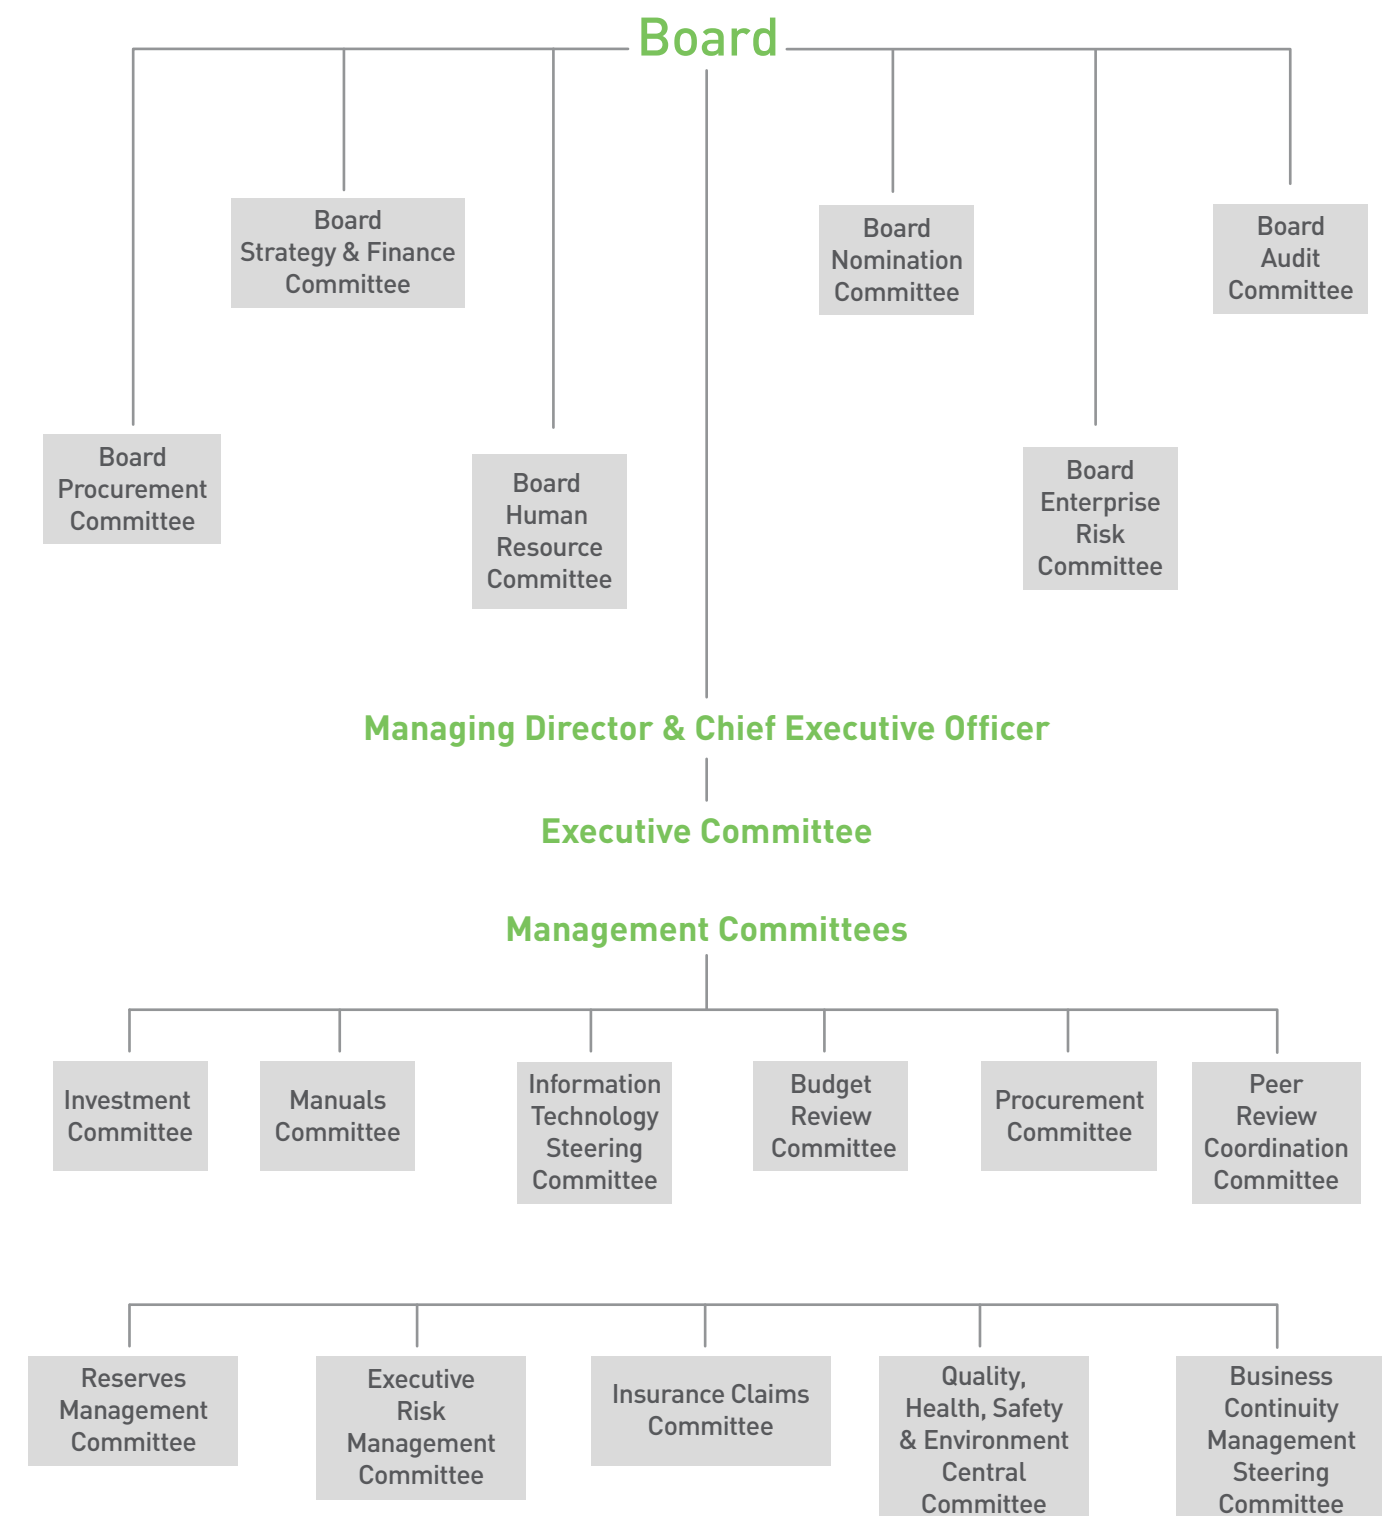 Board
Board
Strategy & Finance
Committee
Board
Nomination
Committee
Board
Audit
Committee
Board
Procurement
Committee
Board
Human
Resource
Committee
Board
Enterprise
Risk
Committee
Managing Director & Chief Executive Officer
Executive Committee
Management Committees
Investment
Committee
Manuals
Committee
Information
Technology
Steering
Committee
Budget
Review
Committee
Procurement
Committee
Peer
Review
Coordination
Committee
Reserves
Management
Committee
Executive
Risk
Management
Committee
Insurance Claims
Committee
Quality,
Health, Safety
& Environment
Central
Committee
Business
Continuity
Management
Steering
Committee